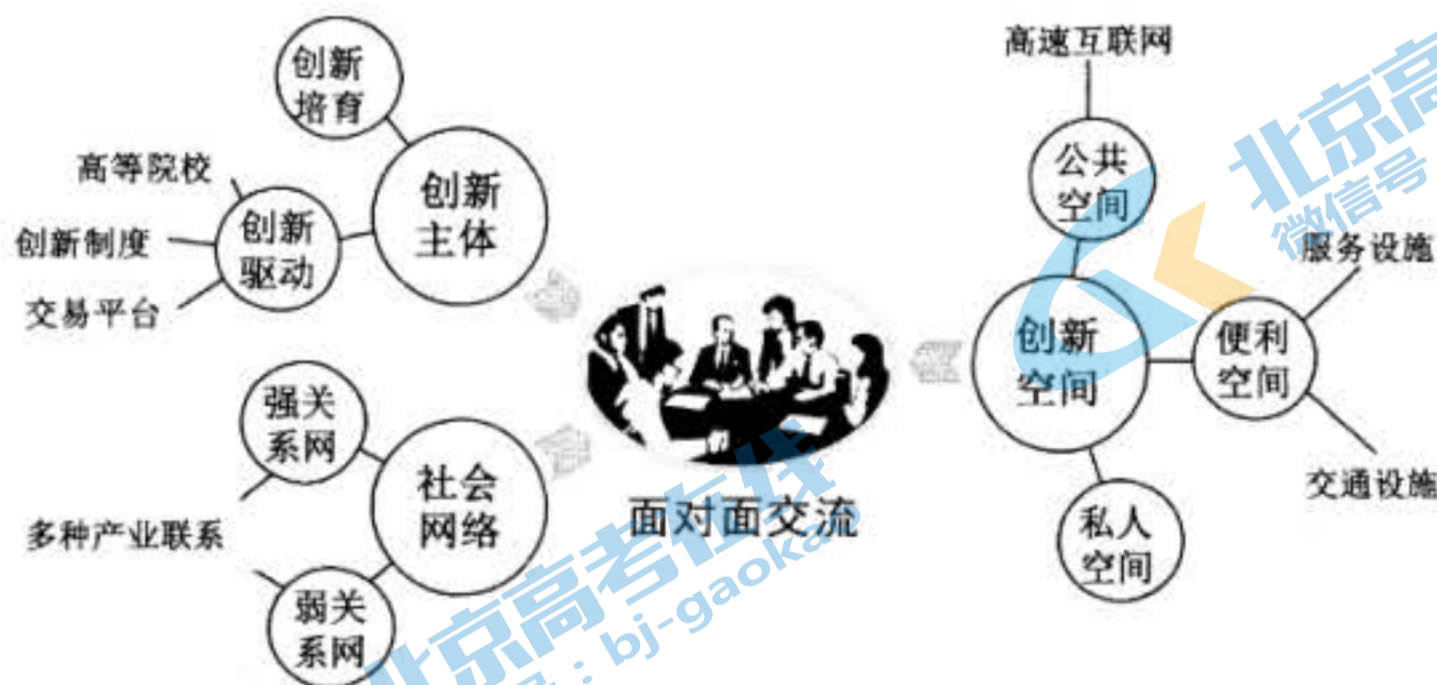 创新
培育
高等院校
创新制度
交易平台
创新
驱动
创新
主体
强关
系网
多种产业联系
弱关
系网
社会
网络
面对面交流
高速互联网
公共
空间
创新
空间
便利
空间
服务设施
交通设施
私人
空间
北京高
微信号
北京高考在线
号：bj-gaoka